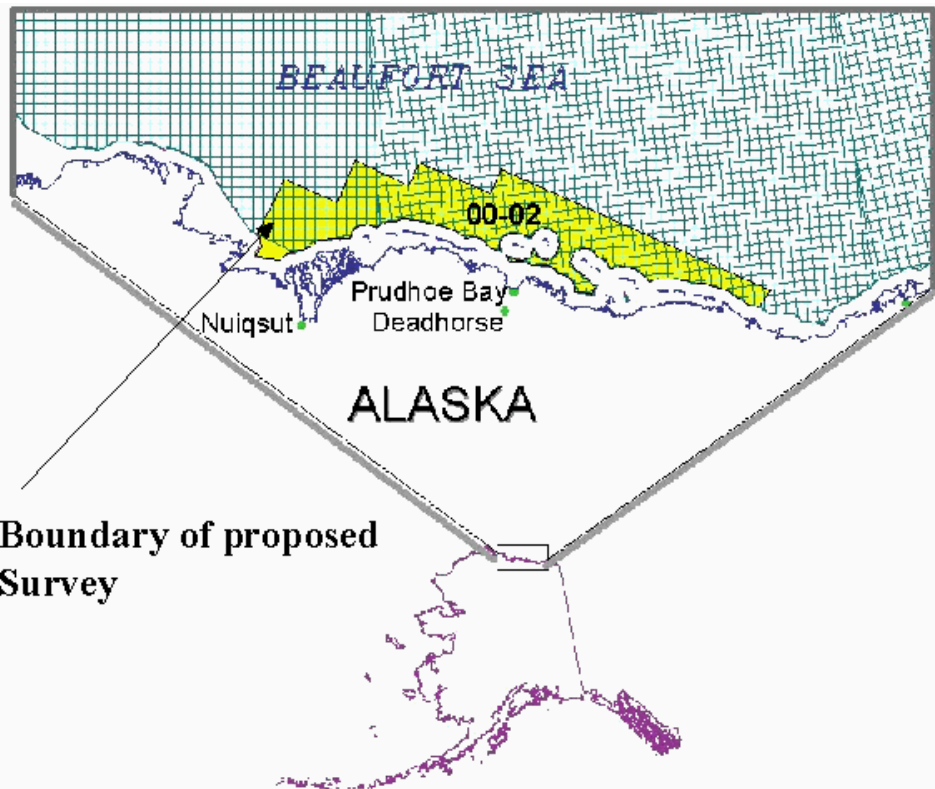 BEAUFORT SEA
00-02
Prudhoe Bay
Nuiqsut
Deadhorse
ALASKA
Boundary of proposed
Survey